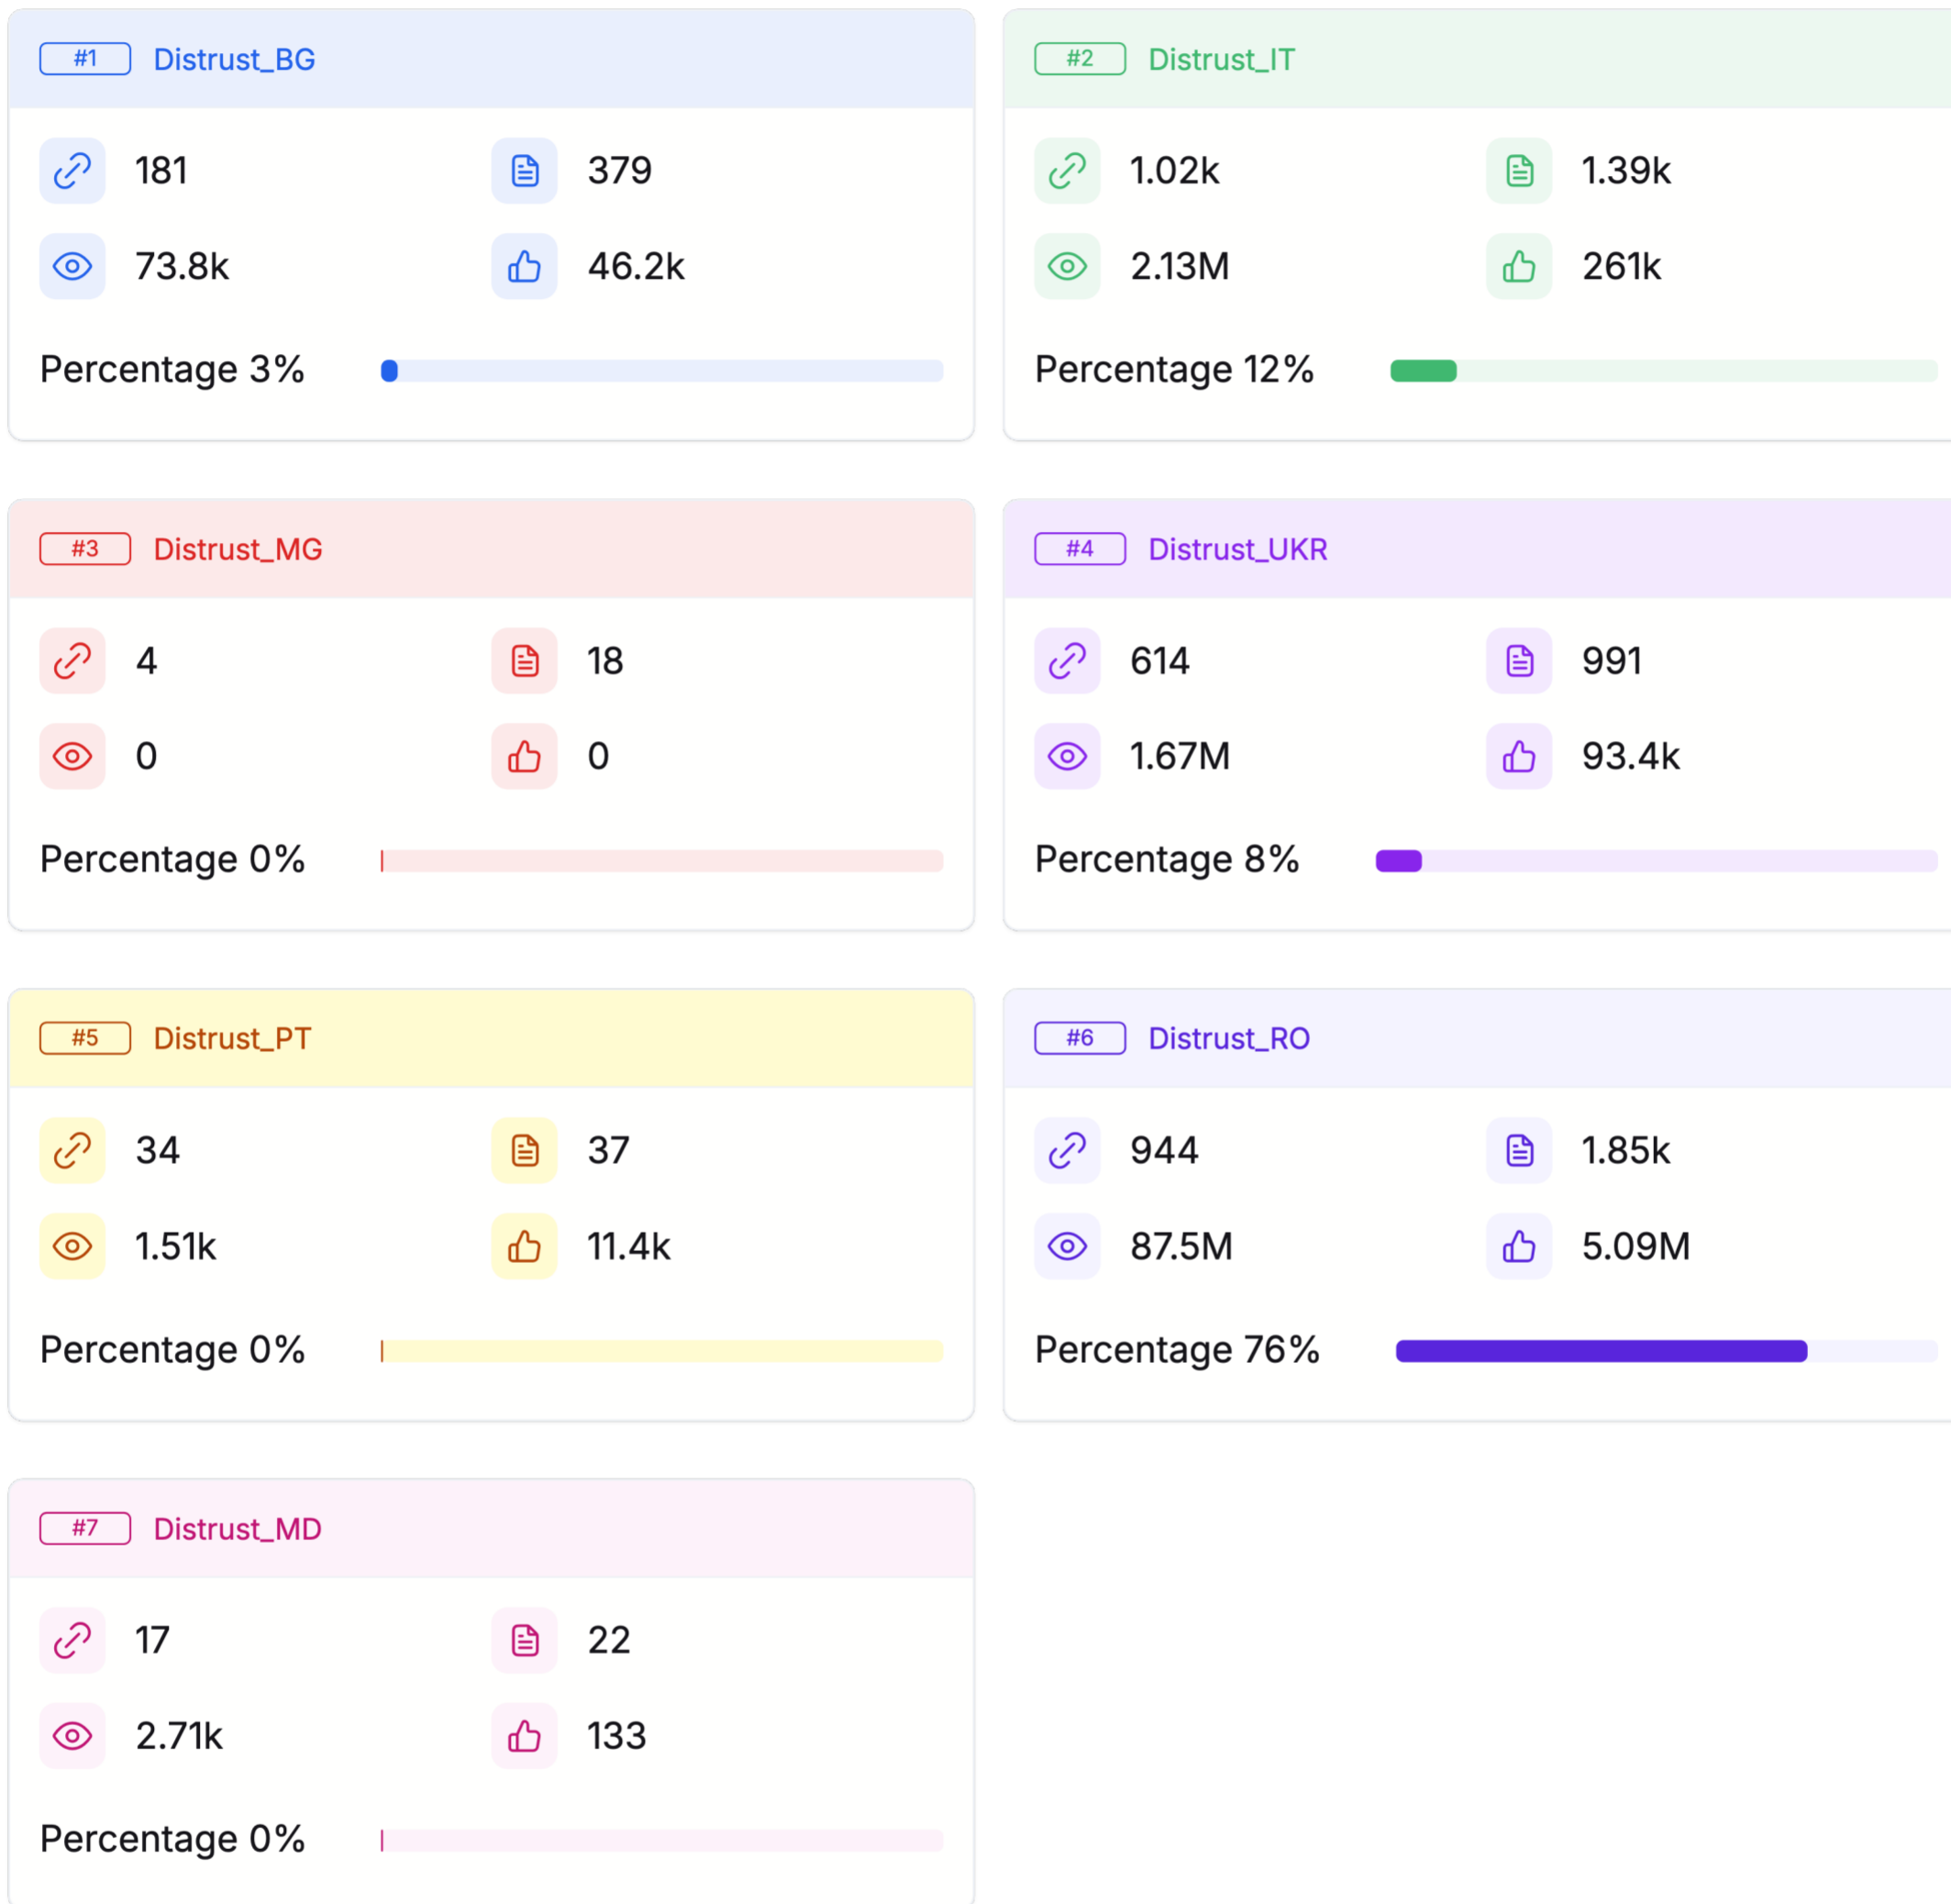 #1 Distrust_BG
181 379
73.8k 46.2k
Percentage 3%
#2 Distrust_IT
1.02k 1.39k
2.13M 261k
Percentage 12%
#3 Distrust_MG
4 18
0 0
Percentage 0%
#4 Distrust_UKR
614 991
1.67M 93.4k
Percentage 8%
#5 Distrust_PT
34 37
1.51k 11.4k
Percentage 0%
#6 Distrust_RO
944 1.85k
87.5M 5.09M
Percentage 76%
#7 Distrust_MD
17 22
2.71k 133
Percentage 0%